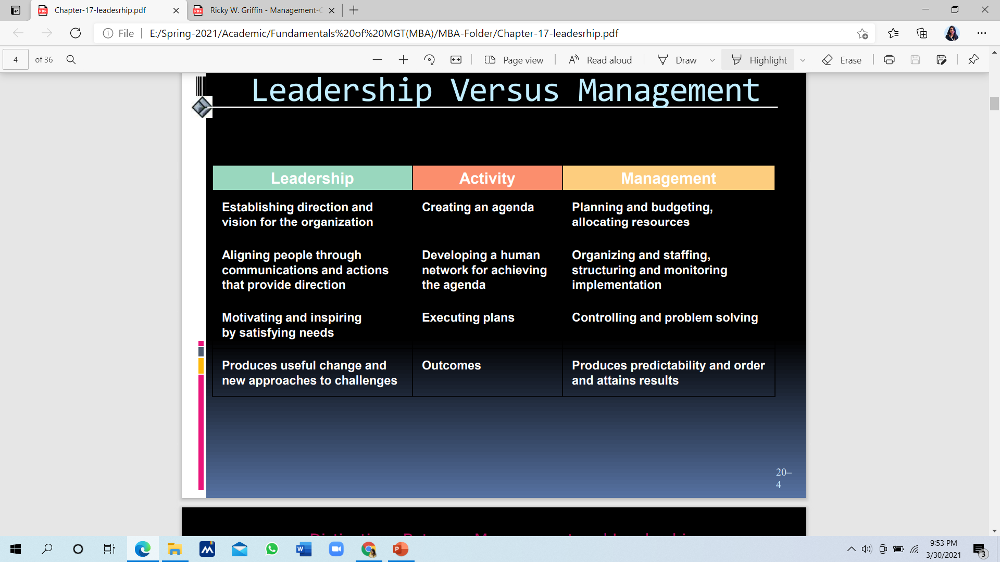 Chapter-17-leadesrhip.pdf
Ricky W. Griffin - Management-C
File
E:/Spring-2021/Academic/Fundamentals%20of%20MGT(MBA)/MBA-Folder/Chapter-17-leadesrhip.pdf
4 of 36
Page view
Read aloud
Draw
Highlight
Erase
Leadership Versus Management
Leadership Activity Management
Establishing direction and
vision for the organization
Creating an agenda
Planning and budgeting,
allocating resources
Aligning people through
communications and actions
that provide direction
Developing a human
network for achieving
the agenda
Organizing and staffing,
structuring and monitoring
implementation
Motivating and inspiring
by satisfying needs
Executing plans
Controlling and problem solving
Produces useful change and
new approaches to challenges
Outcomes
Produces predictability and order
and attains results
20–
4
9:53 PM
3/30/2021
3